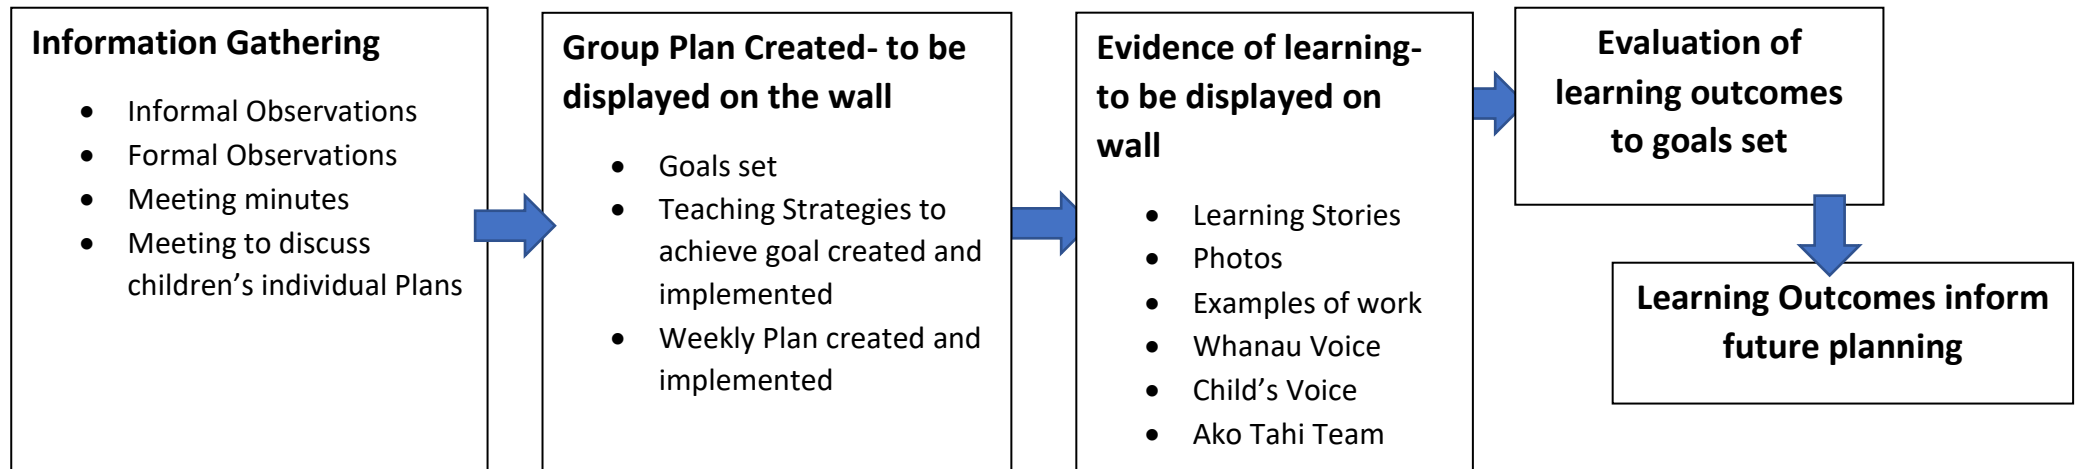 Information Gathering
• Informal Observations
• Formal Observations
• Meeting minutes
• Meeting to discuss
children’s individual Plans
Group Plan Created- to be
displayed on the wall
• Goals set
• Teaching Strategies to
achieve goal created and
implemented
• Weekly Plan created and
implemented
Evidence of learning-
to be displayed on
wall
• Learning Stories
• Photos
• Examples of work
• Whanau Voice
• Child’s Voice
• Ako Tahi Team
Evaluation of
learning outcomes
to goals set
Learning Outcomes inform
future planning